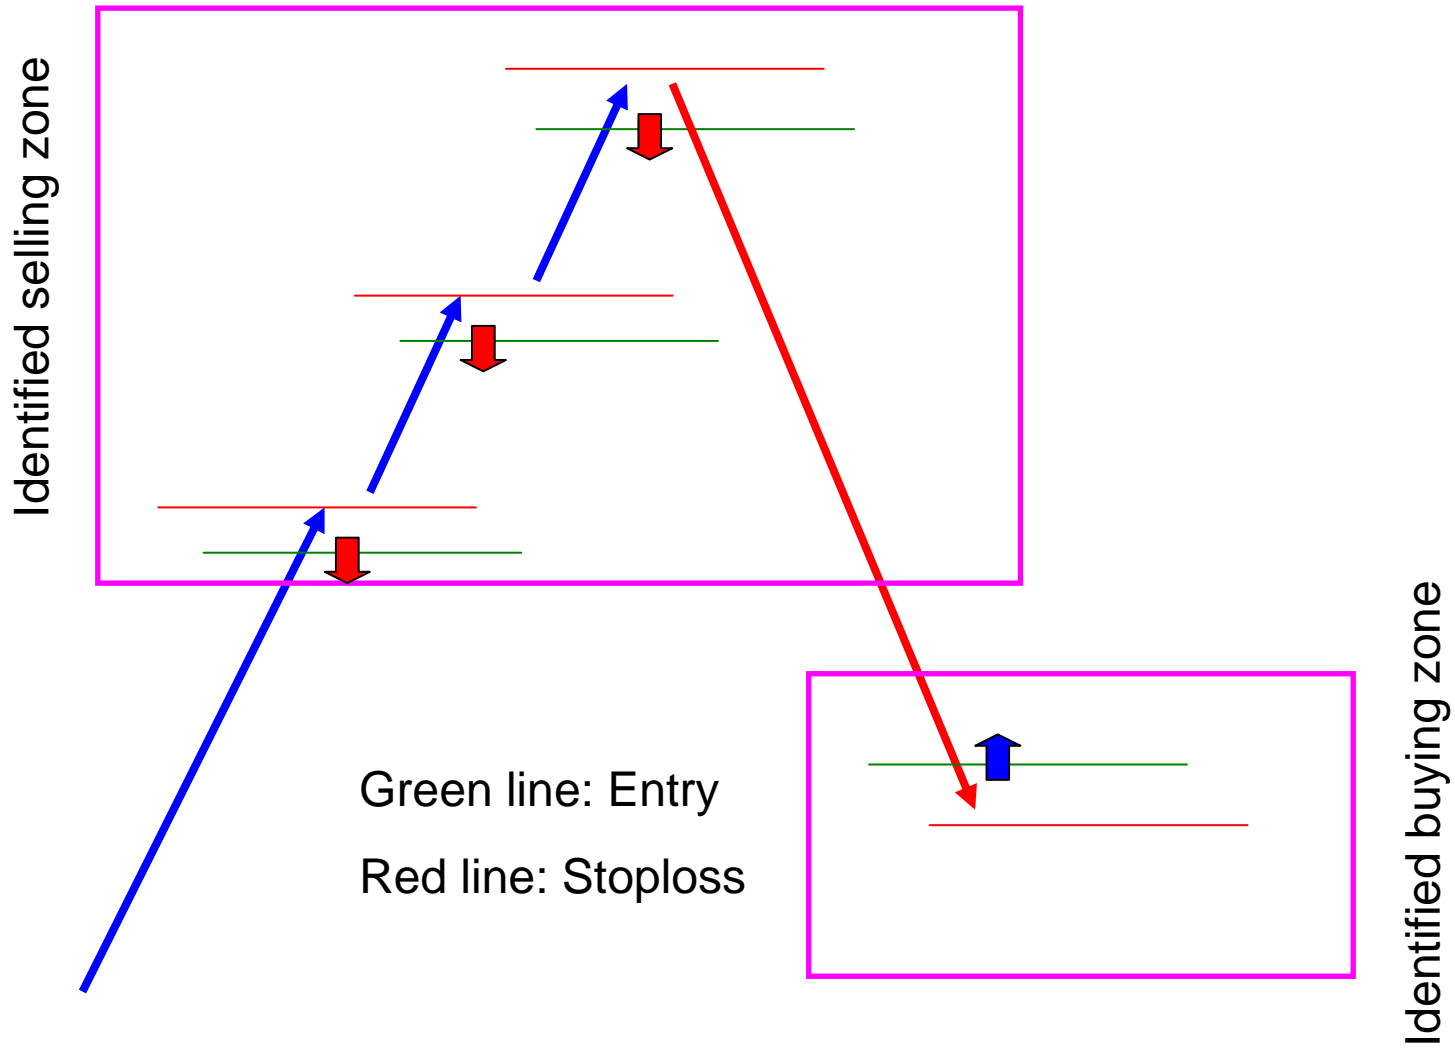 Identified selling zone
Green line: Entry
Red line: Stoploss
Identified buying zone